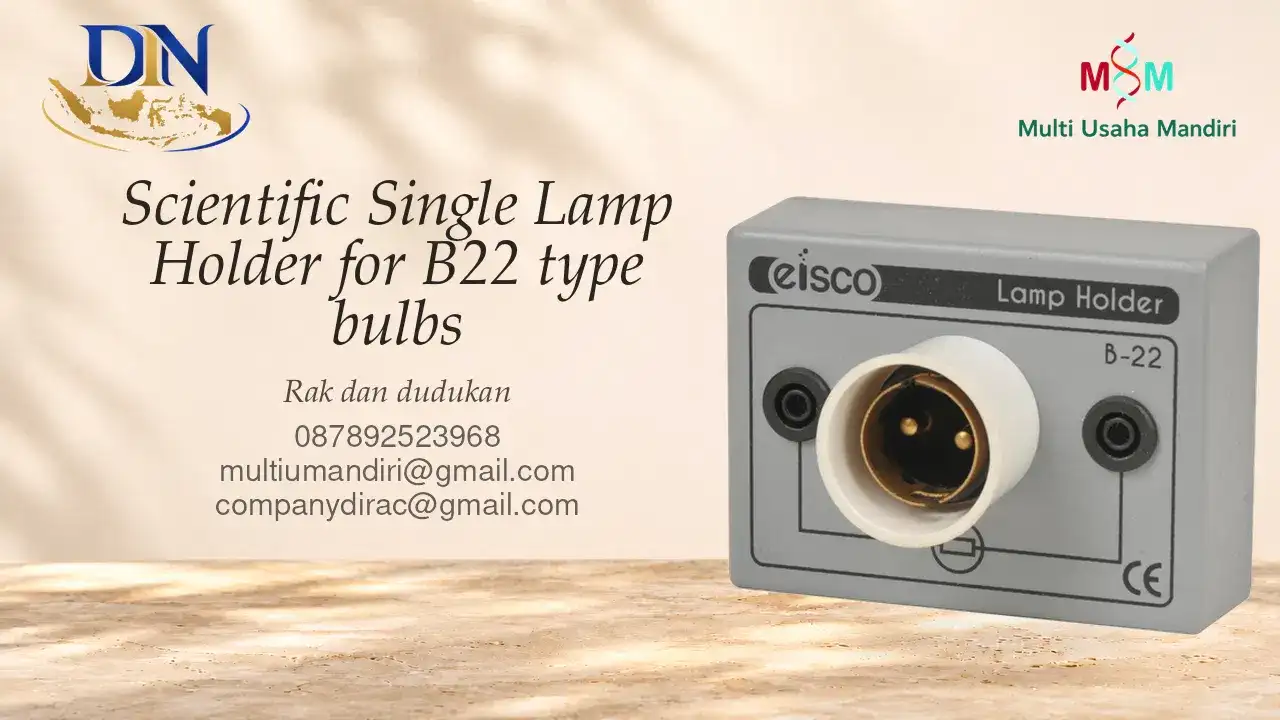 DIN
MSM
Multi Usaha Mandiri
Scientific Single Lamp
Holder for B22 type
bulbs
Rak dan dudukan
087892523968
multiumandiri@gmail.com
companydirac@gmail.com
eisco
Lamp Holder
B-22
CE